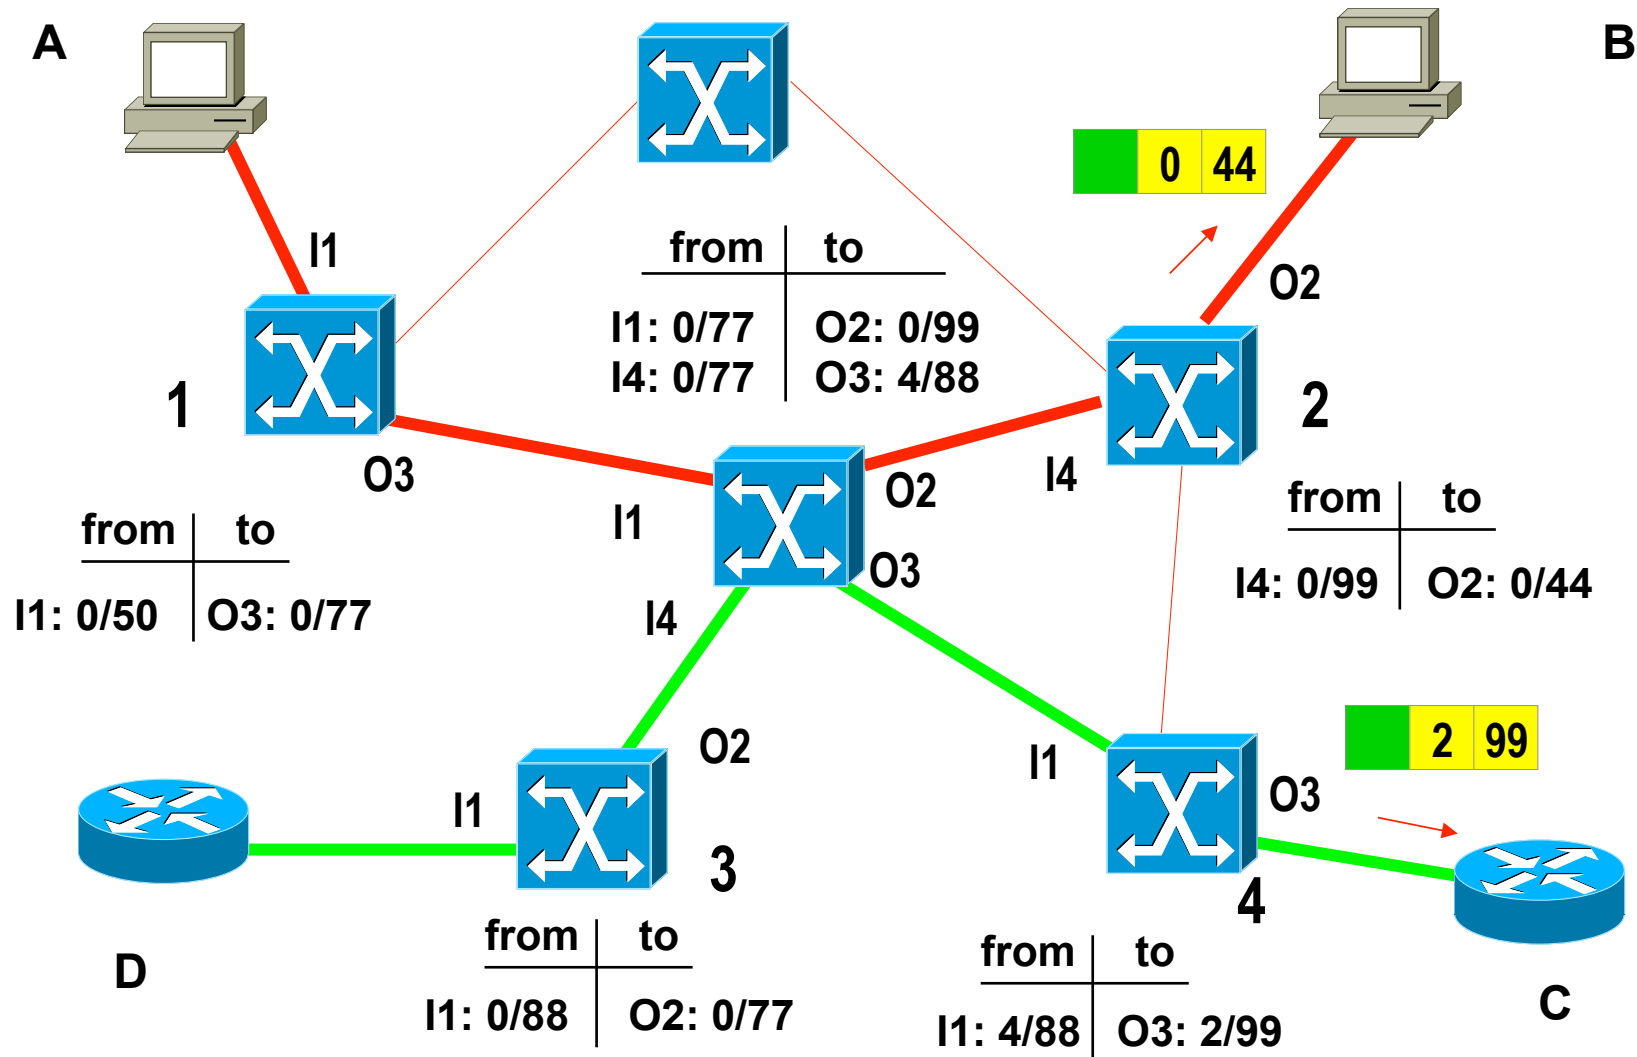 A
B
0 44
I1
from to
O2
I1: 0/77 O2: 0/99
I4: 0/77 O3: 4/88
1
2
O3
I4
O2
I1
from to
from to
O3
I4: 0/99 O2: 0/44
I1: 0/50 O3: 0/77
I4
O2
2 99
I1
O3
I1
3
4
from to
from to
D
C
I1: 0/88 O2: 0/77
I1: 4/88 O3: 2/99